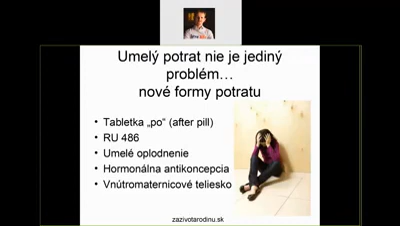 Umelý potrat nie je jediný
problém…
nové formy potratu
• Tabletka „po“ (after pill)
• RU 486
• Umelé oplodnenie
• Hormonálna antikoncepcia
• Vnútromaternicové teliesko
zazivotarodinu.sk